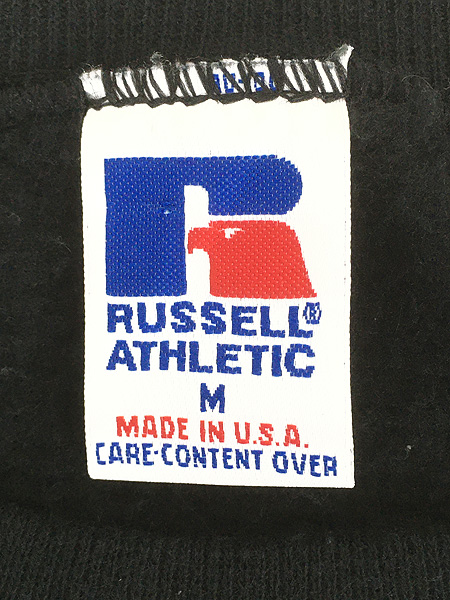 RUSSELL®
ATHLETIC
M
MADE IN U.S.A.
CARE-CONTENT OVER